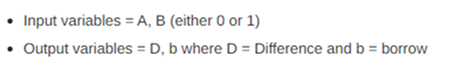 • Input variables = A, B (either 0 or 1)
• Output variables = D, b where D = Difference and b = borrow